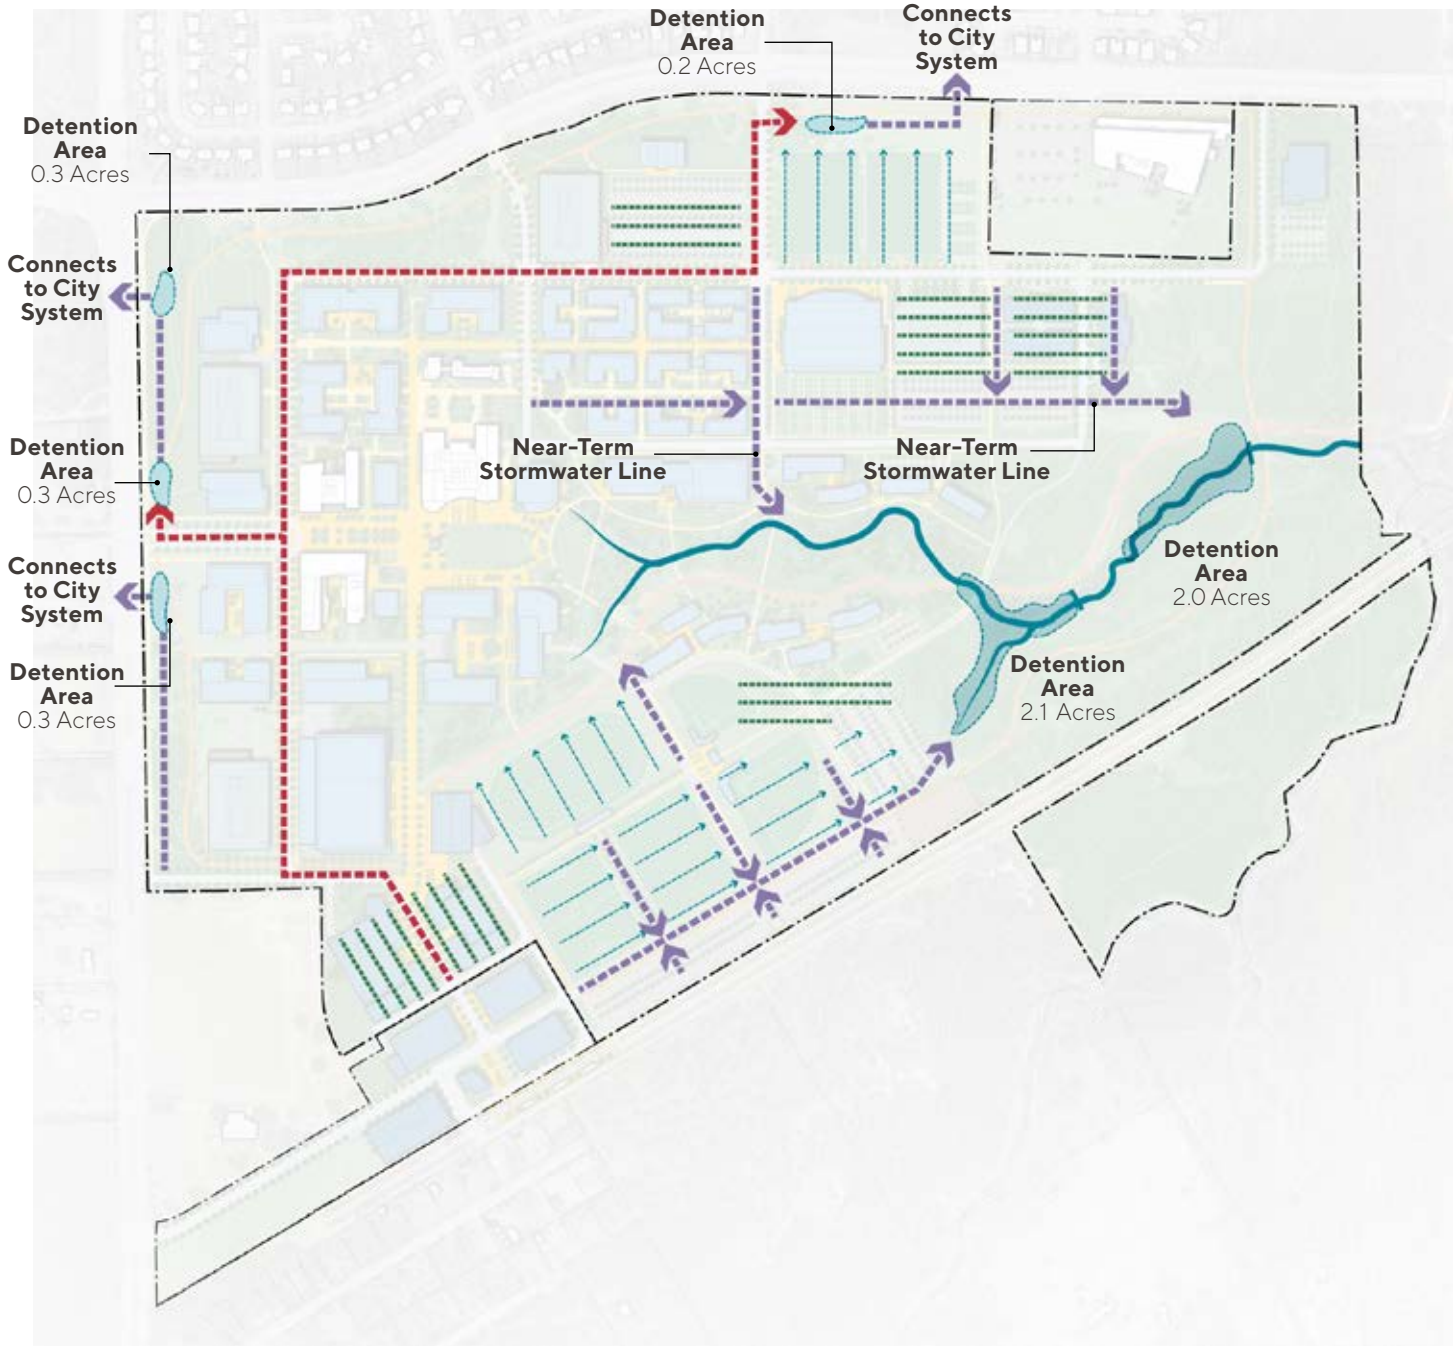 Detention
Area
0.2 Acres
Connects
to City
System
Detention
Area
0.3 Acres
Connects
to City
System
Detention
Area
0.3 Acres
Near-Term
Stormwater Line
Near-Term
Stormwater Line
Connects
to City
System
Detention
Area
2.0 Acres
Detention
Area
0.3 Acres
Detention
Area
2.1 Acres